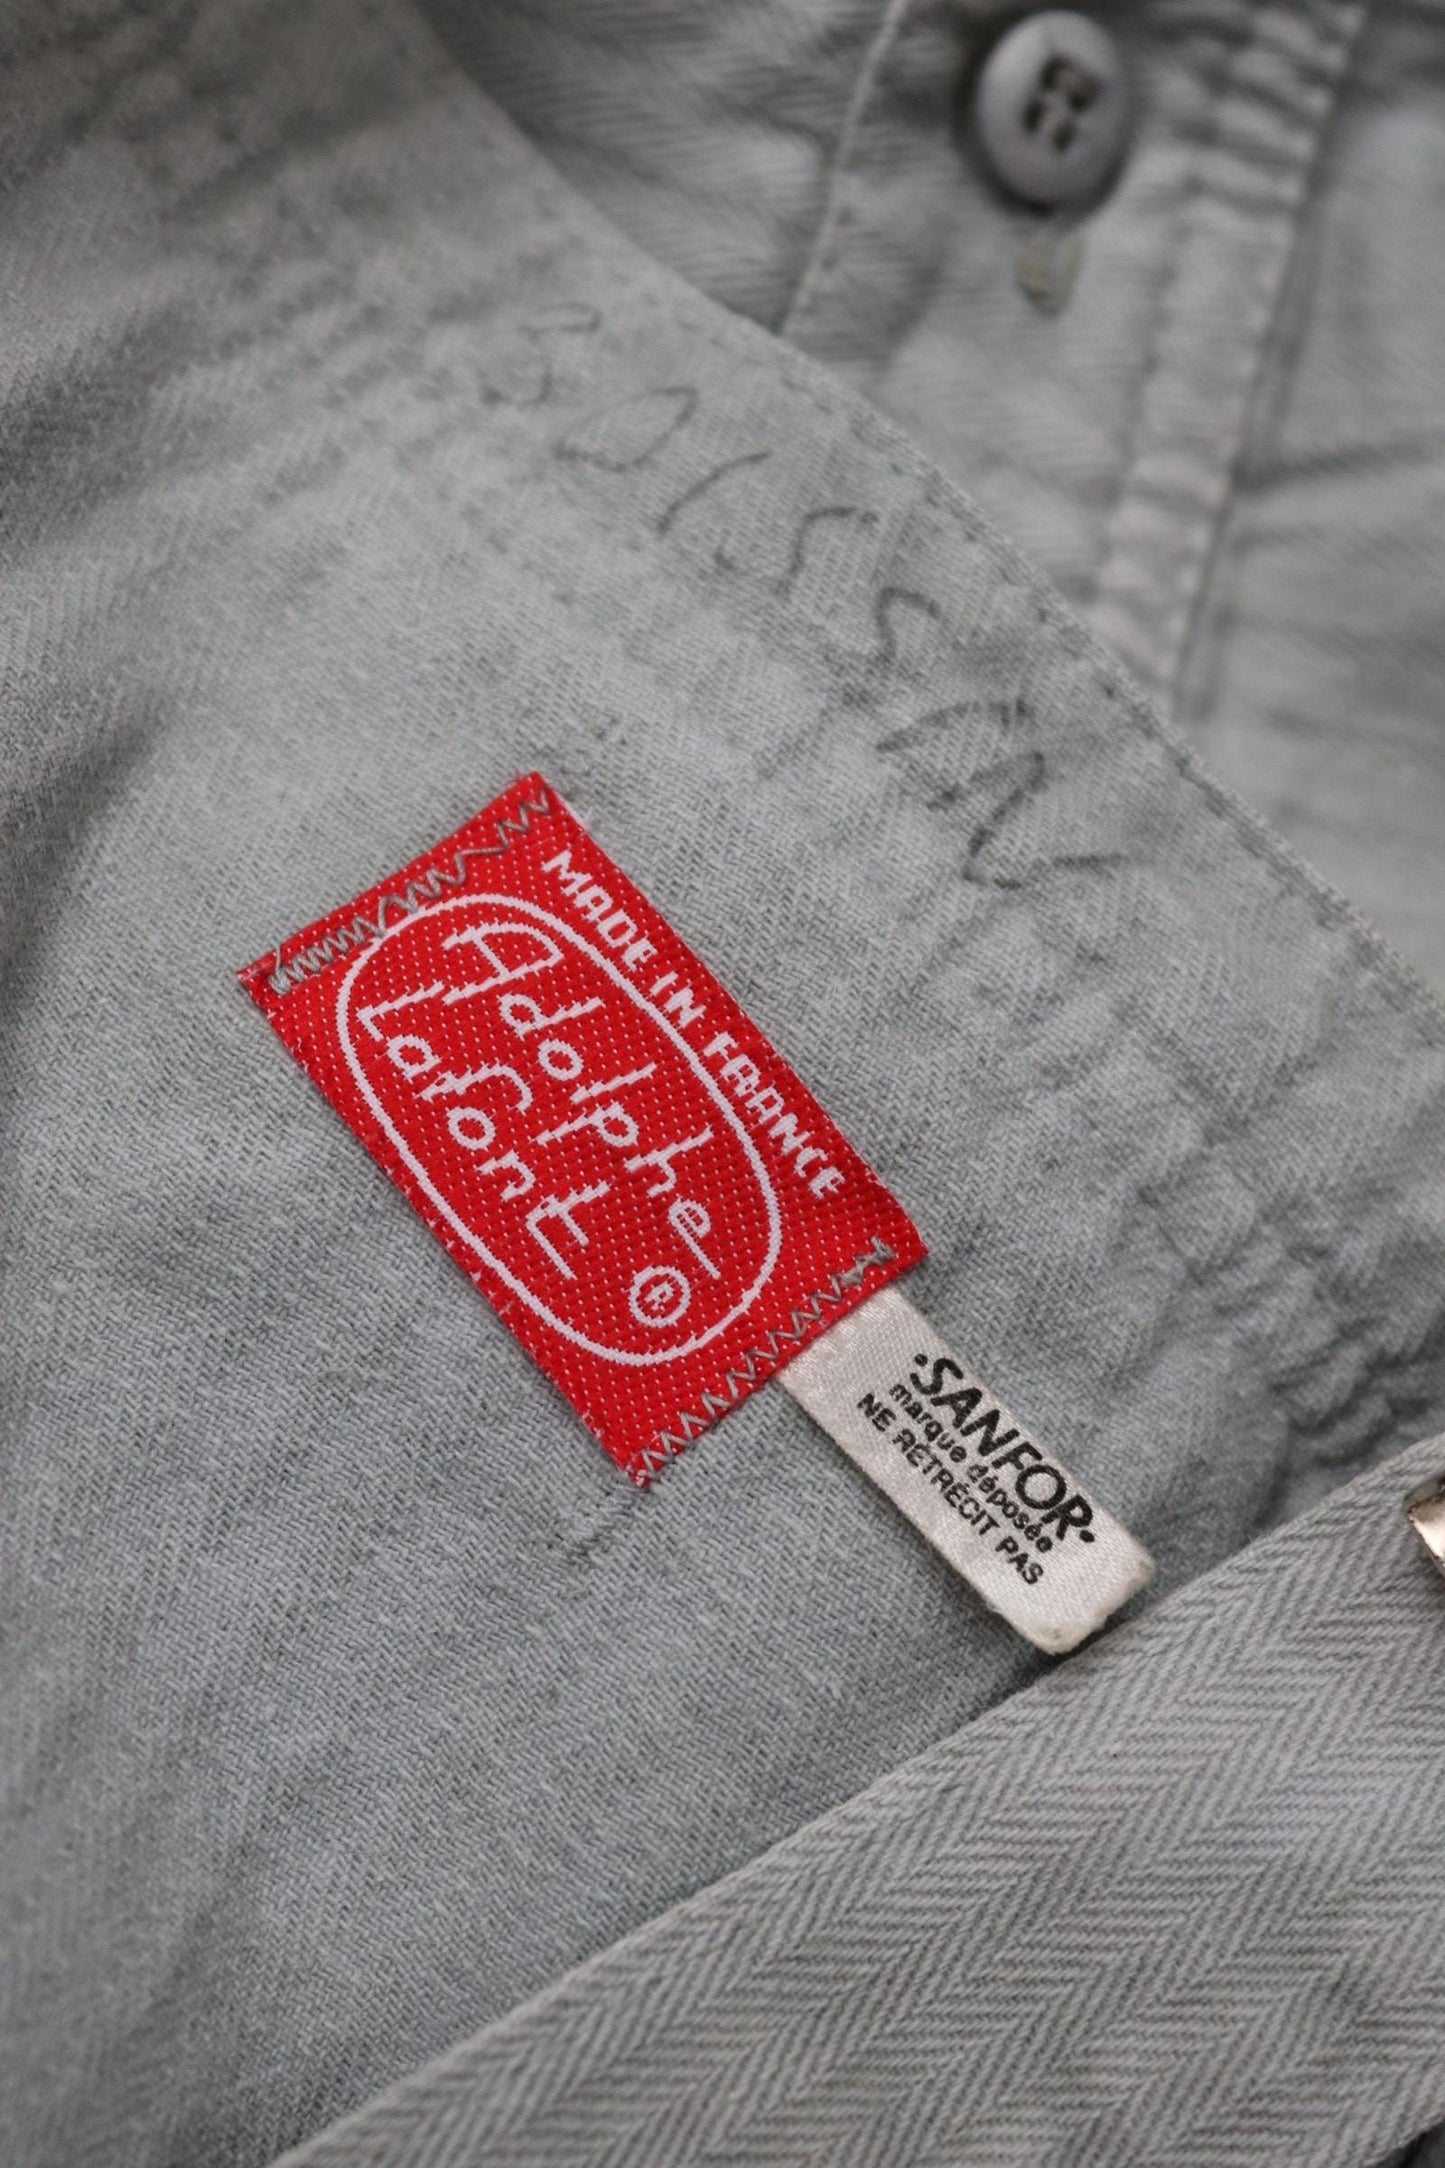 MADE IN FRANCE
Adolphe
Lafont
®
·SANFOR·
marque déposée
NE RÉTRÉCIT PAS